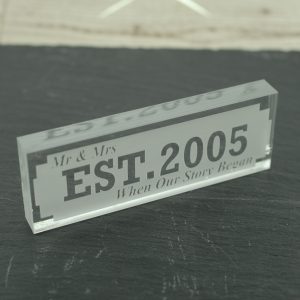 Mr & Mrs
EST.2005
When Our Story Began